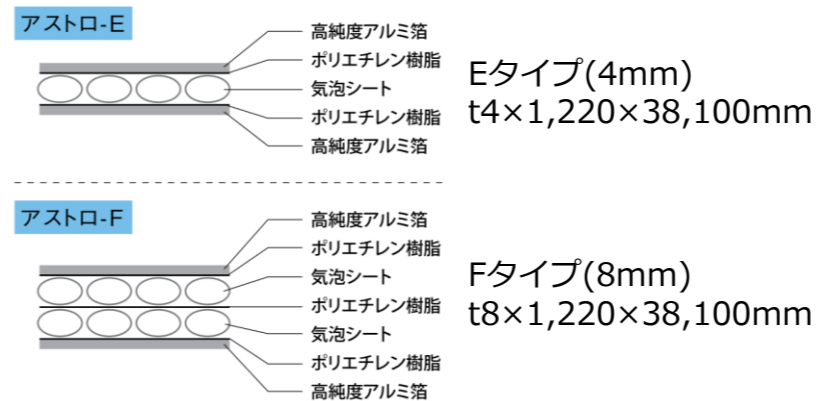 アストロ-E
高純度アルミ箔
ポリエチレン樹脂
気泡シート
ポリエチレン樹脂
高純度アルミ箔
Eタイプ(4mm)
t4×1,220×38,100mm
アストロ-F
高純度アルミ箔
ポリエチレン樹脂
気泡シート
ポリエチレン樹脂
気泡シート
ポリエチレン樹脂
高純度アルミ箔
Fタイプ(8mm)
t8×1,220×38,100mm